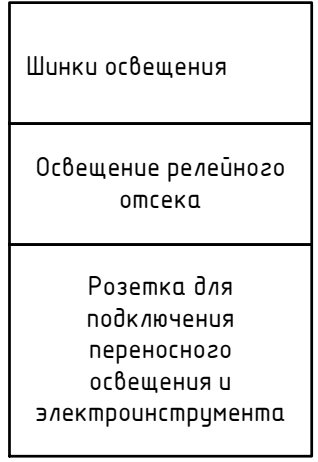 Шинки освещения
Освещение релейного
отсека
Розетка для
подключения
переносного
освещения и
электроинструмента